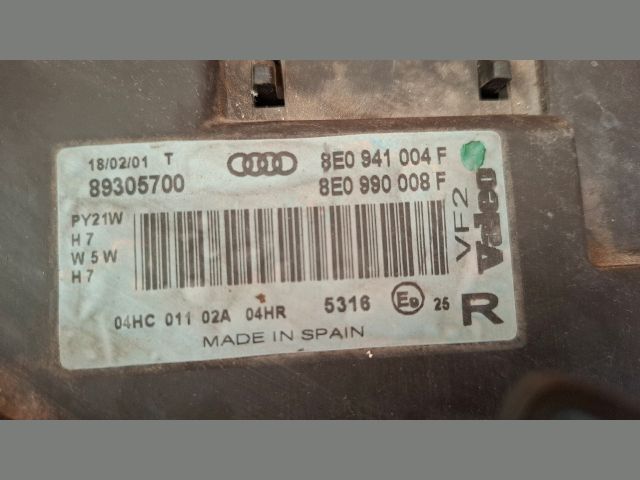 18/02/01 T
8E0 941 004 F
89305700
8E0 990 008 F
PY21W
H7
W5W
H7
VF2
Valeo
04HC 011 02A 04HR
5316
E9
25
R
MADE IN SPAIN